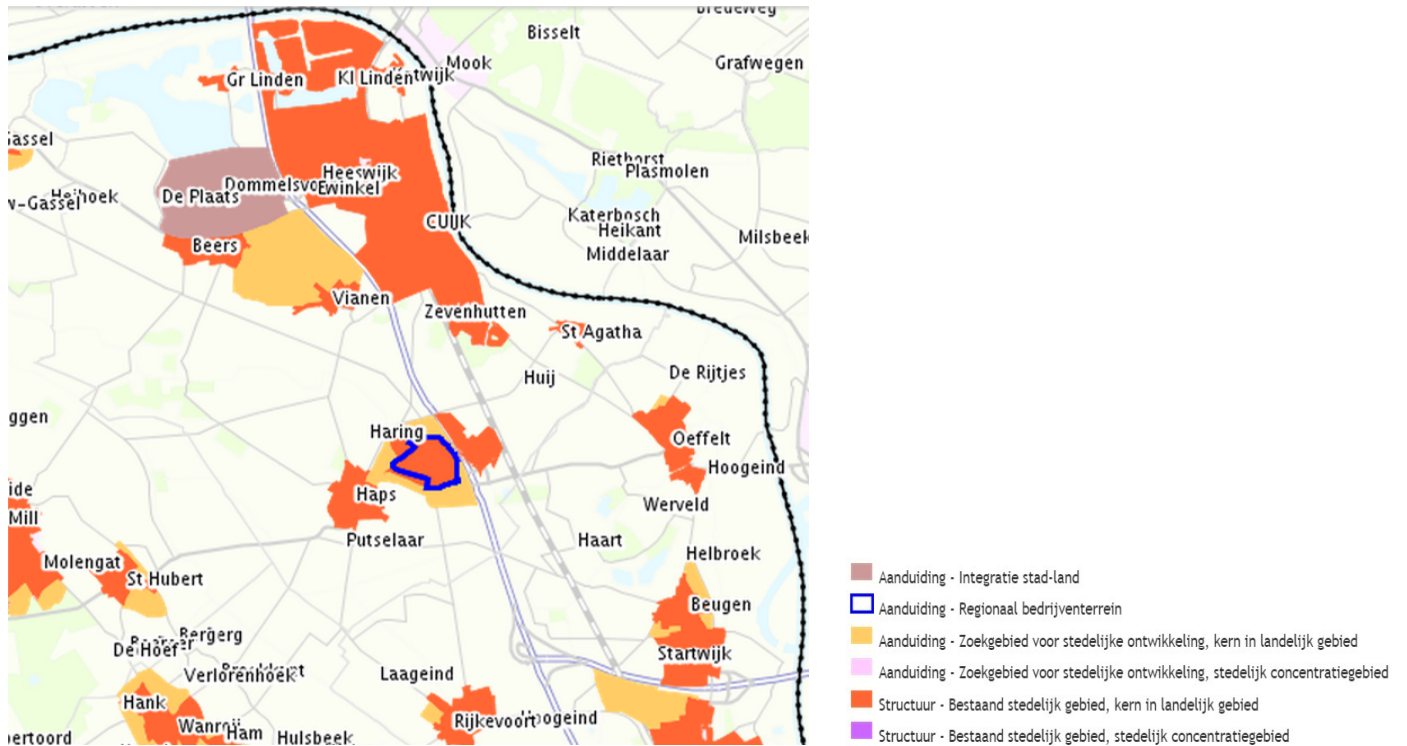 Bisselt
Mook
Grafwegen
Gr Linden
Kl Linden
Riethorst
Plasmolen
Heeswijk
Ewinkel
De Plaats
Katerbosch
Heikant
CUIJK
Milsbeek
Beers
Middelaar
Vianen
Zevenhutten
St Agatha
De Rijtjes
Huij
Haring
Oeffelt
Hoogeind
Haps
Werveld
Mill
Putselaar
Haart
Helbroek
Molengat
St Hubert
Beugen
De Hoef
Startwijk
Verlorenhoek
Laageind
Hank
Rijkevoort
Ham
Hulsbeek
Aanduiding - Integratie stad-land
Aanduiding - Regionaal bedrijventerrein
Aanduiding - Zoekgebied voor stedelijke ontwikkeling, kern in landelijk gebied
Aanduiding - Zoekgebied voor stedelijke ontwikkeling, stedelijk concentratiegebied
Structuur - Bestaand stedelijk gebied, kern in landelijk gebied
Structuur - Bestaand stedelijk gebied, stedelijk concentratiegebied